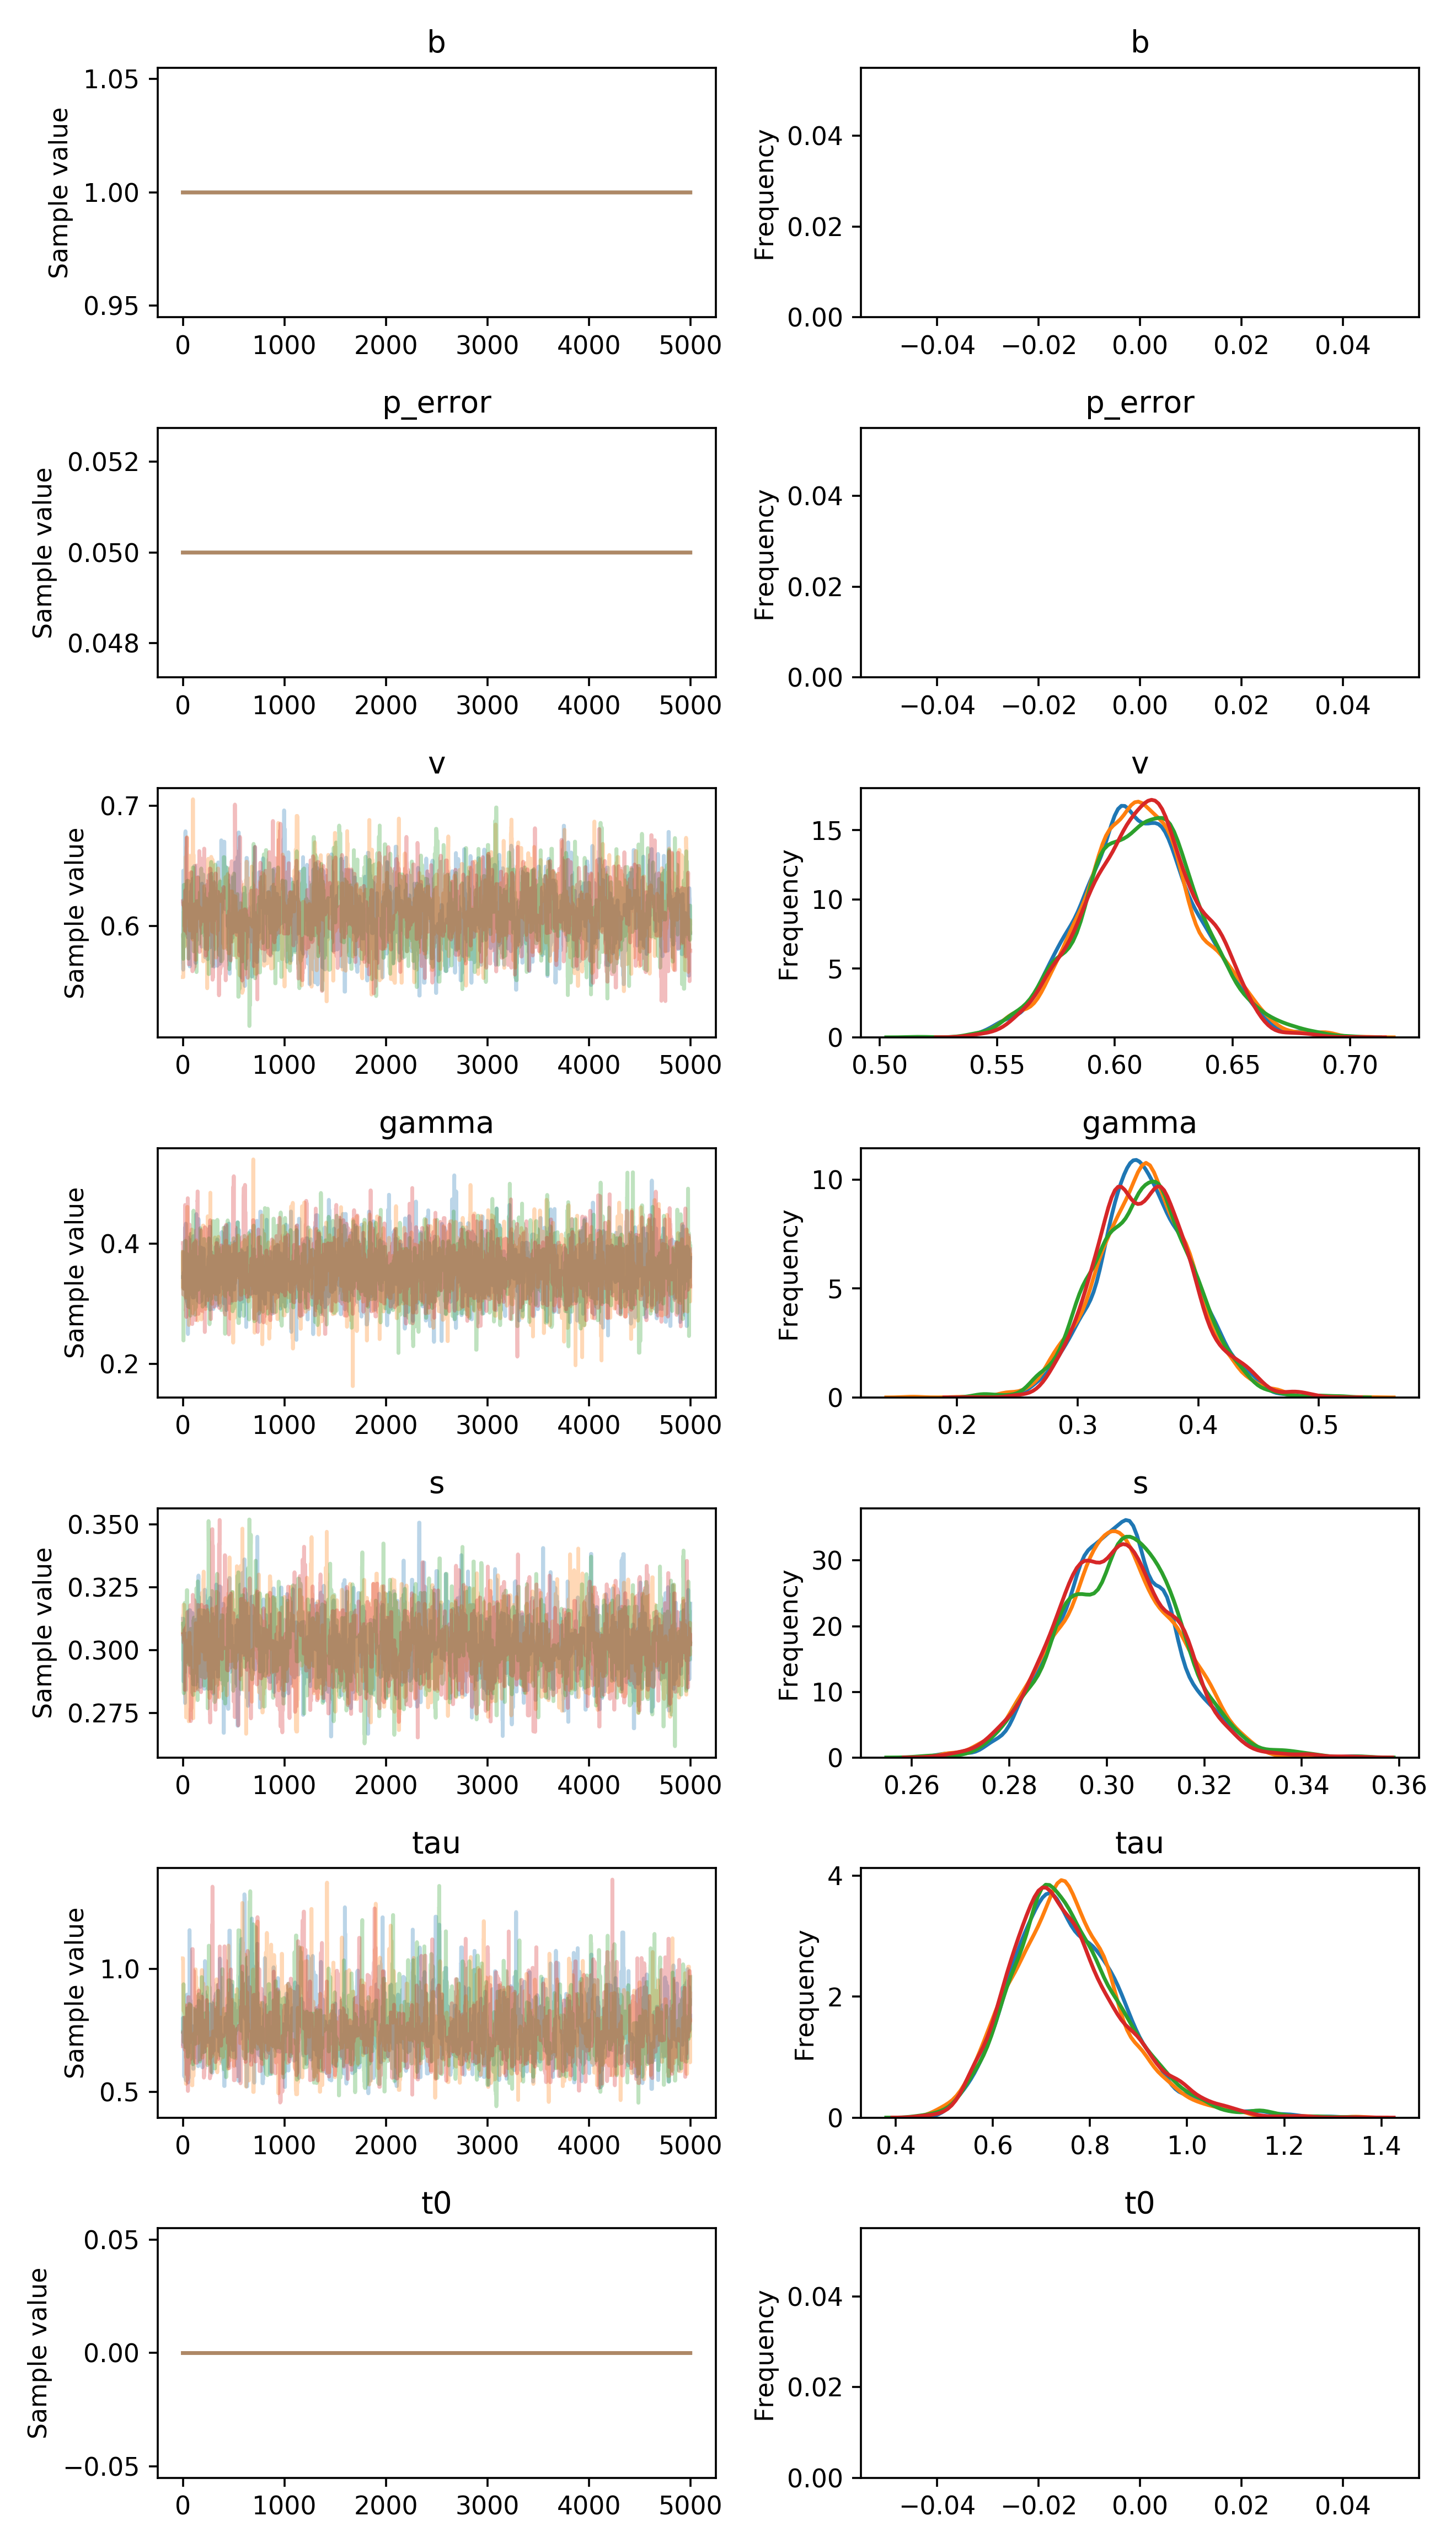 b b
Sample value 1.05 1.00 0.95 Frequency 0.04 0.02 0.00
0 1000 2000 3000 4000 5000 −0.04 −0.02 0.00 0.02 0.04
p_error p_error
Sample value 0.052 0.050 0.048 Frequency 0.04 0.02 0.00
0 1000 2000 3000 4000 5000 −0.04 −0.02 0.00 0.02 0.04
v v
Sample value 0.7 0.6 Frequency 15 10 5 0
0 1000 2000 3000 4000 5000 0.50 0.55 0.60 0.65 0.70
gamma gamma
Sample value 0.4 0.2 Frequency 10 5 0
0 1000 2000 3000 4000 5000 0.2 0.3 0.4 0.5
s s
Sample value 0.350 0.325 0.300 0.275 Frequency 30 20 10 0
0 1000 2000 3000 4000 5000 0.26 0.28 0.30 0.32 0.34 0.36
tau tau
Sample value 1.0 0.5 Frequency 4 2 0
0 1000 2000 3000 4000 5000 0.4 0.6 0.8 1.0 1.2 1.4
t0 t0
Sample value 0.05 0.00 −0.05 Frequency 0.04 0.02 0.00
0 1000 2000 3000 4000 5000 −0.04 −0.02 0.00 0.02 0.04